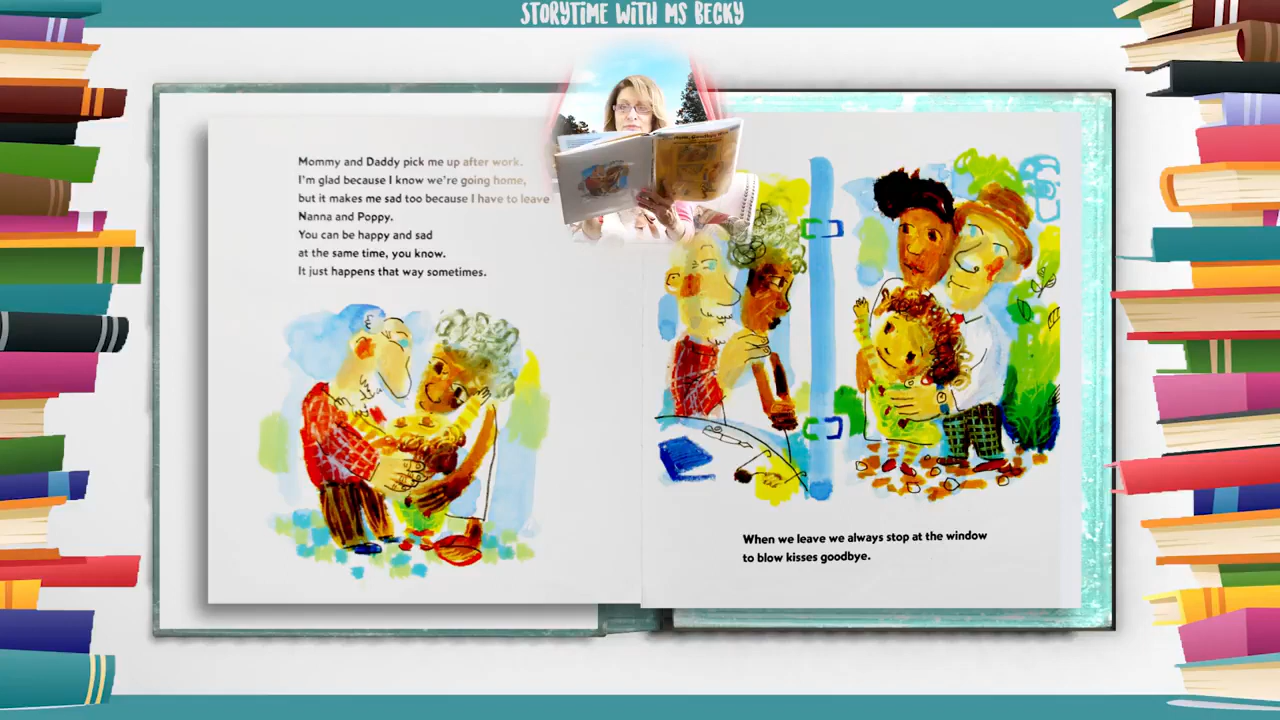 STORYTIME WITH MS BECKY
Mommy and Daddy pick me up after work.
I'm glad because I know we're going home,
but it makes me sad too because I have to leave
Nanna and Poppy.
You can be happy and sad
at the same time, you know.
It just happens that way sometimes.
When we leave we always stop at the window
to blow kisses goodbye.